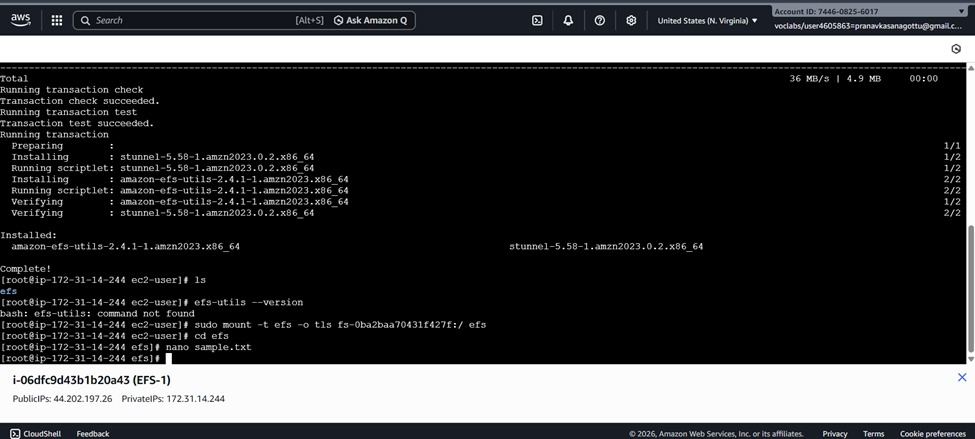 aws
Search [Alt+S] Ask Amazon Q United States (N. Virginia) Account ID: 7446-0825-6017
voclabs/user4605863=pranavkasanagottu@gmail.c...
Total 36 MB/s | 4.9 MB 00:00
Running transaction check
Transaction check succeeded.
Running transaction test
Transaction test succeeded.
Running transaction
Preparing : 1/1
Installing : stunnel-5.58-1.amzn2023.0.2.x86_64 1/2
Running scriptlet: stunnel-5.58-1.amzn2023.0.2.x86_64 1/2
Installing : amazon-efs-utils-2.4.1-1.amzn2023.x86_64 2/2
Running scriptlet: amazon-efs-utils-2.4.1-1.amzn2023.x86_64 2/2
Verifying : amazon-efs-utils-2.4.1-1.amzn2023.x86_64 1/2
Verifying : stunnel-5.58-1.amzn2023.0.2.x86_64 2/2
Installed:
amazon-efs-utils-2.4.1-1.amzn2023.x86_64 stunnel-5.58-1.amzn2023.0.2.x86_64
Complete!
[root@ip-172-31-14-244 ec2-user]# ls
efs
[root@ip-172-31-14-244 ec2-user]# efs-utils --version
bash: efs-utils: command not found
[root@ip-172-31-14-244 ec2-user]# sudo mount -t efs -o tls fs-0ba2baa70431f427f:/ efs
[root@ip-172-31-14-244 ec2-user]# cd efs
[root@ip-172-31-14-244 efs]# nano sample.txt
[root@ip-172-31-14-244 efs]#
i-06dfc9d43b1b20a43 (EFS-1)
PublicIPs: 44.202.197.26 PrivateIPs: 172.31.14.244
CloudShell Feedback © 2026, Amazon Web Services, Inc. or its affiliates. Privacy Terms Cookie preferences